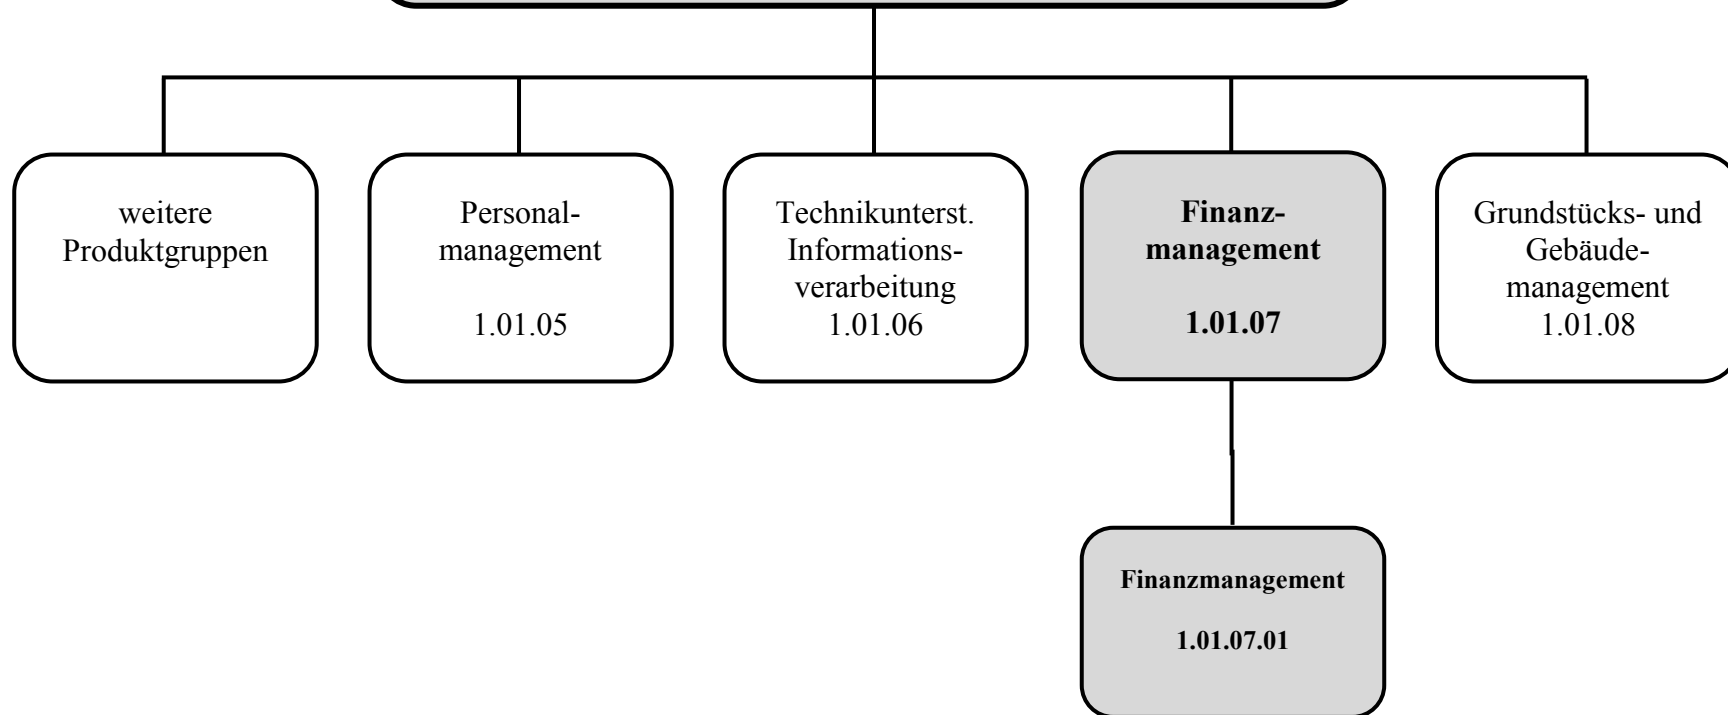 weitere
Produktgruppen
Personal-
management
1.01.05
Technikunterst.
Informations-
verarbeitung
1.01.06
Finanz-
management
1.01.07
Grundstücks- und
Gebäude-
management
1.01.08
Finanzmanagement
1.01.07.01